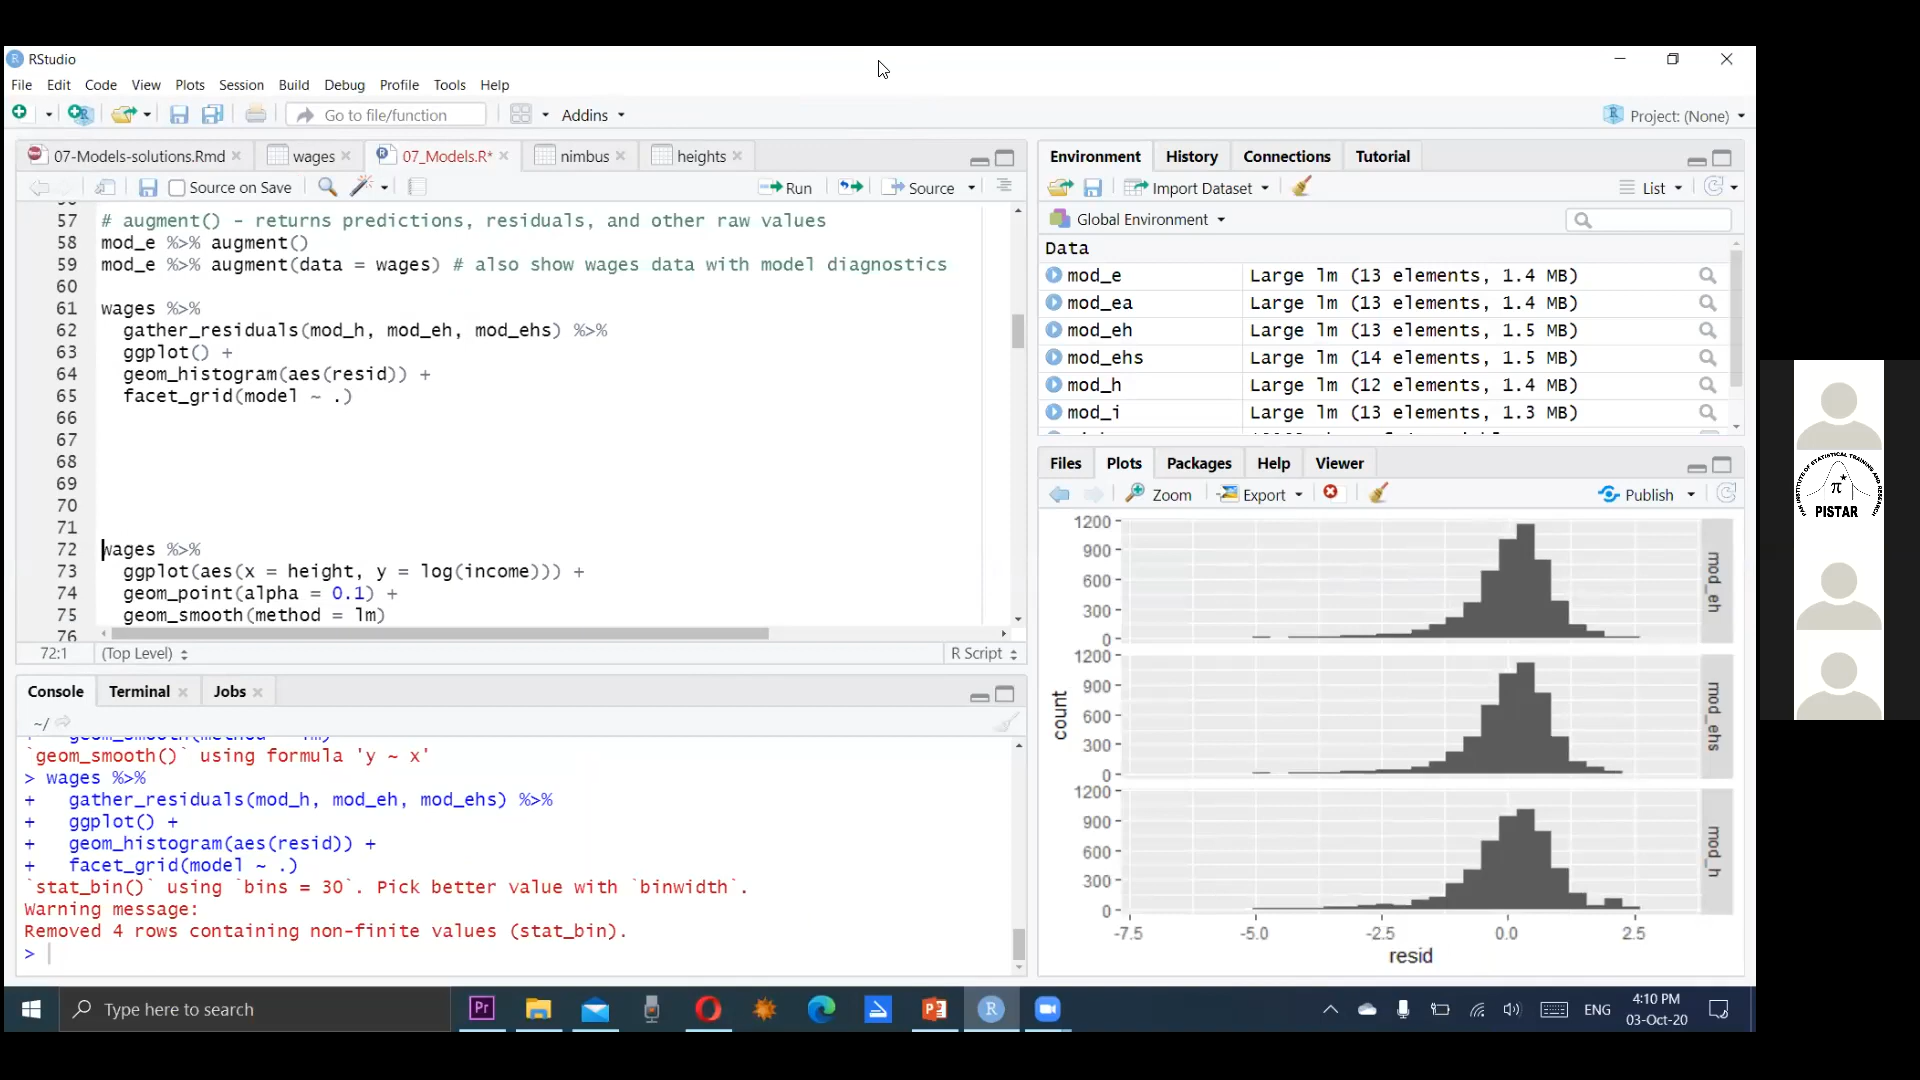 RStudio
File Edit Code View Plots Session Build Debug Profile Tools Help
Go to file/function Addins Project: (None)
07-Models-solutions.Rmd wages 07_Models.R* nimbus heights
Source on Save Run Source
57 # augment() - returns predictions, residuals, and other raw values
58 mod_e %>% augment()
59 mod_e %>% augment(data = wages) # also show wages data with model diagnostics
60
61 wages %>%
62 gather_residuals(mod_h, mod_eh, mod_ehs) %>%
63 ggplot() +
64 geom_histogram(aes(resid)) +
65 facet_grid(model ~ .)
66
67
68
69
70
71
72 wages %>%
73 ggplot(aes(x = height, y = log(income))) +
74 geom_point(alpha = 0.1) +
75 geom_smooth(method = lm)
76
72:1 (Top Level) R Script
Console Terminal Jobs
~/
`geom_smooth()` using formula 'y ~ x'
> wages %>%
+ gather_residuals(mod_h, mod_eh, mod_ehs) %>%
+ ggplot() +
+ geom_histogram(aes(resid)) +
+ facet_grid(model ~ .)
`stat_bin()` using `bins = 30`. Pick better value with `binwidth`.
Warning message:
Removed 4 rows containing non-finite values (stat_bin).
>
Environment History Connections Tutorial
Import Dataset List
Global Environment
Data
mod_e Large lm (13 elements, 1.4 MB)
mod_ea Large lm (13 elements, 1.4 MB)
mod_eh Large lm (13 elements, 1.5 MB)
mod_ehs Large lm (14 elements, 1.5 MB)
mod_h Large lm (12 elements, 1.4 MB)
mod_i Large lm (13 elements, 1.3 MB)
Files Plots Packages Help Viewer
Zoom Export Publish
1200
900
600
300
0
mod_eh
1200
900
600
300
0
mod_ehs
1200
900
600
300
0
mod_h
count
-7.5 -5.0 -2.5 0.0 2.5
resid
PISTAR
Type here to search
Pr
ENG
4:10 PM
03-Oct-20